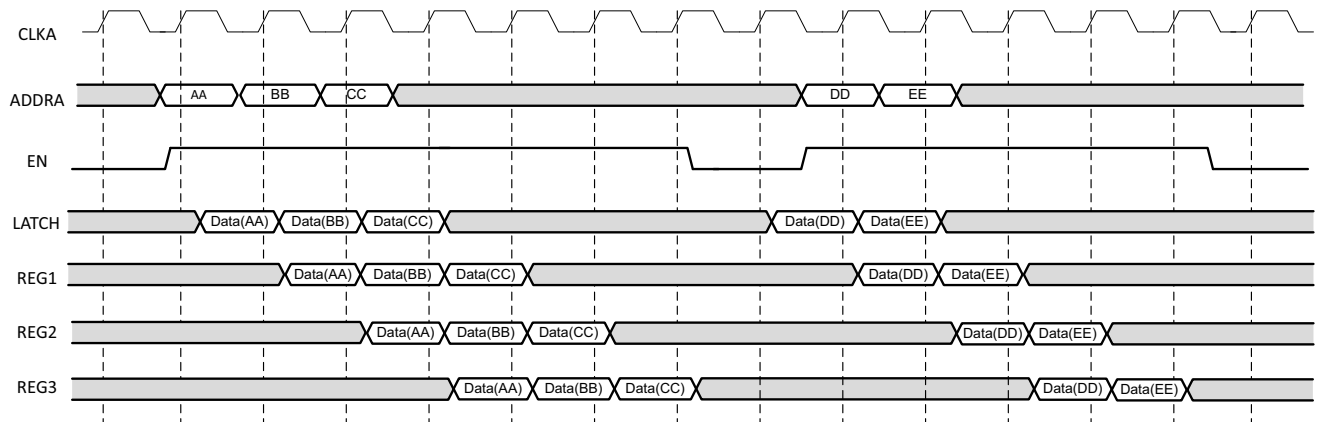 CLKA
ADDRA AA BB CC DD EE
EN
LATCH Data(AA) Data(BB) Data(CC) Data(DD) Data(EE)
REG1 Data(AA) Data(BB) Data(CC) Data(DD) Data(EE)
REG2 Data(AA) Data(BB) Data(CC) Data(DD) Data(EE)
REG3 Data(AA) Data(BB) Data(CC) Data(DD) Data(EE)